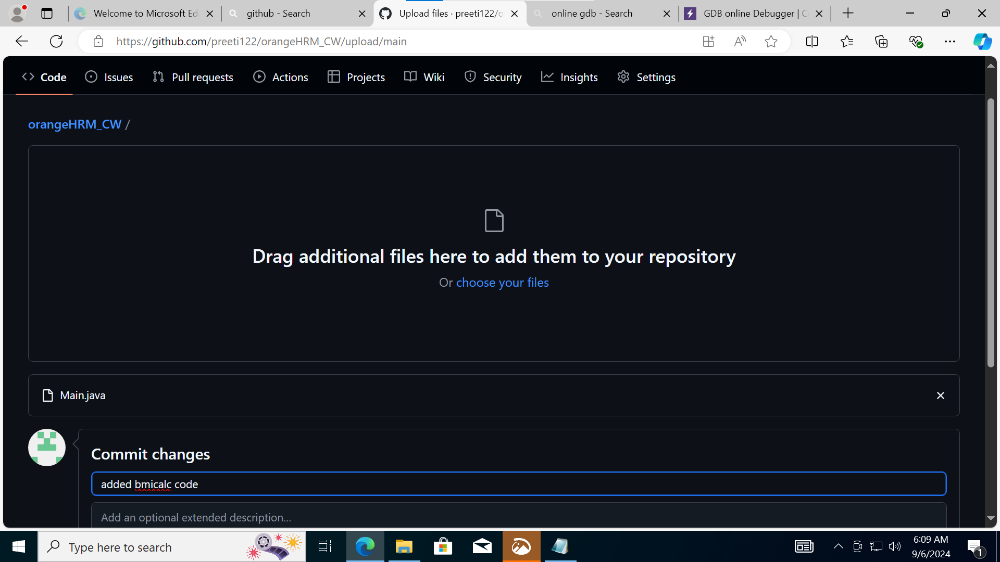 Welcome to Microsoft Ed
github - Search
Upload files · preeti122/o
online gdb - Search
GDB online Debugger | C
https://github.com/preeti122/orangeHRM_CW/upload/main
Code
Issues
Pull requests
Actions
Projects
Wiki
Security
Insights
Settings
orangeHRM_CW /
Drag additional files here to add them to your repository
Or choose your files
Main.java
Commit changes
added bmicalc code
Add an optional extended description...
Type here to search
6:09 AM
9/6/2024
1